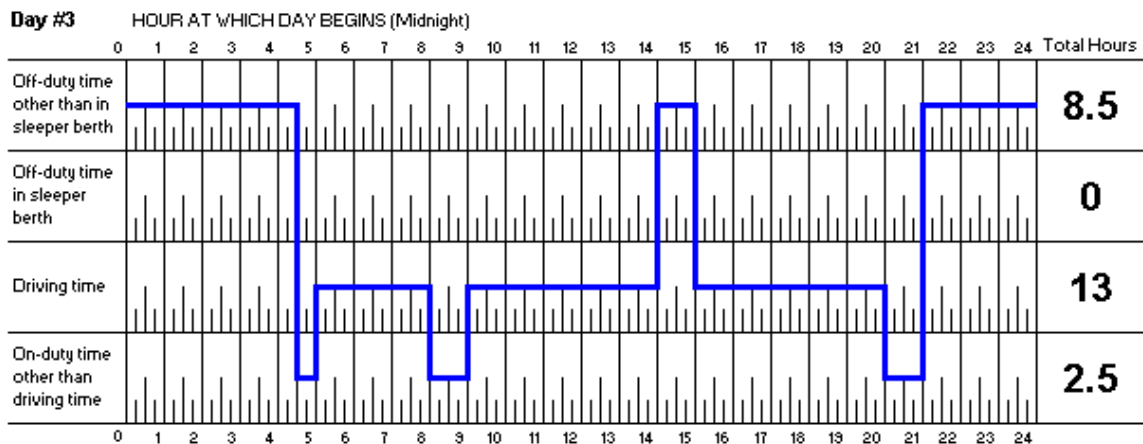 Day #3 HOUR AT WHICH DAY BEGINS (Midnight)
0 1 2 3 4 5 6 7 8 9 10 11 12 13 14 15 16 17 18 19 20 21 22 23 24 Total Hours
Off-duty time
other than in
sleeper berth
8.5
Off-duty time
in sleeper
berth
0
Driving time
13
On-duty time
other than
driving time
2.5
0 1 2 3 4 5 6 7 8 9 10 11 12 13 14 15 16 17 18 19 20 21 22 23 24